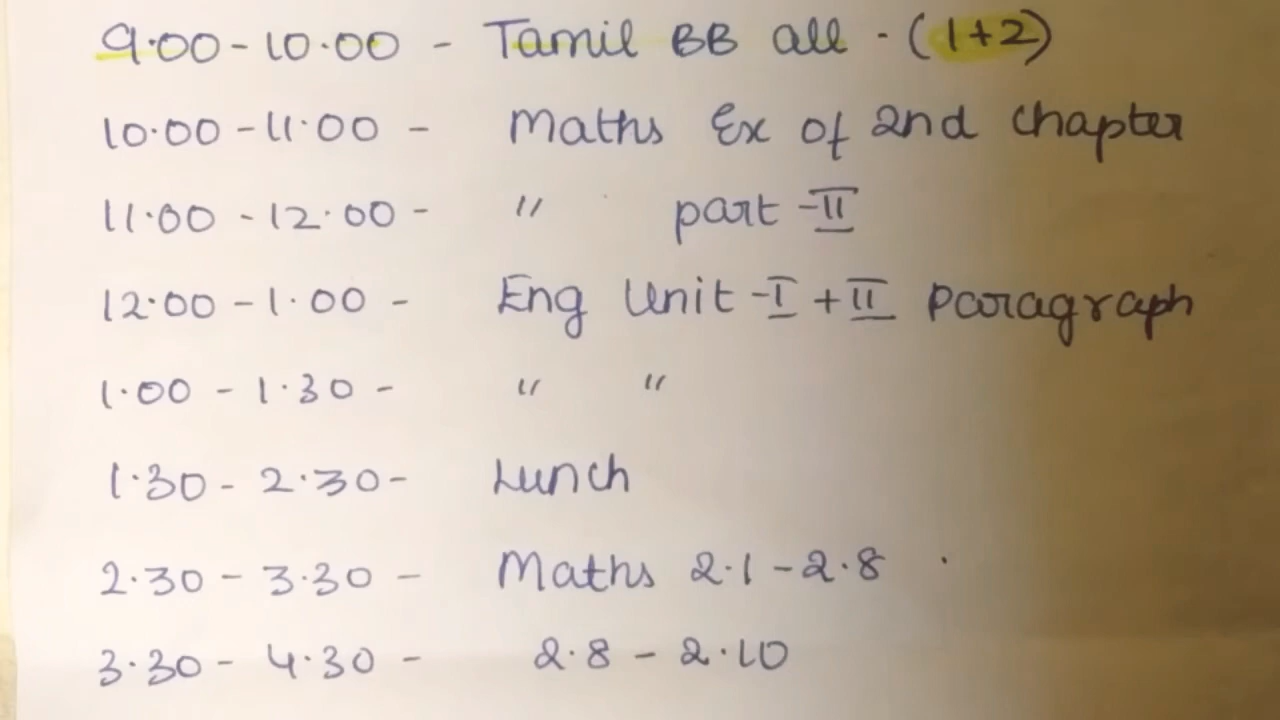 9.00 - 10.00 - Tamil BB all - (1+2)
10.00 - 11.00 - Maths Ex of 2nd chapter
11.00 - 12.00 - " part - II
12.00 - 1.00 - Eng Unit - I + II Paragraph
1.00 - 1.30 - " "
1.30 - 2.30 - Lunch
2.30 - 3.30 - Maths 2.1 - 2.8
3.30 - 4.30 - 2.8 - 2.10